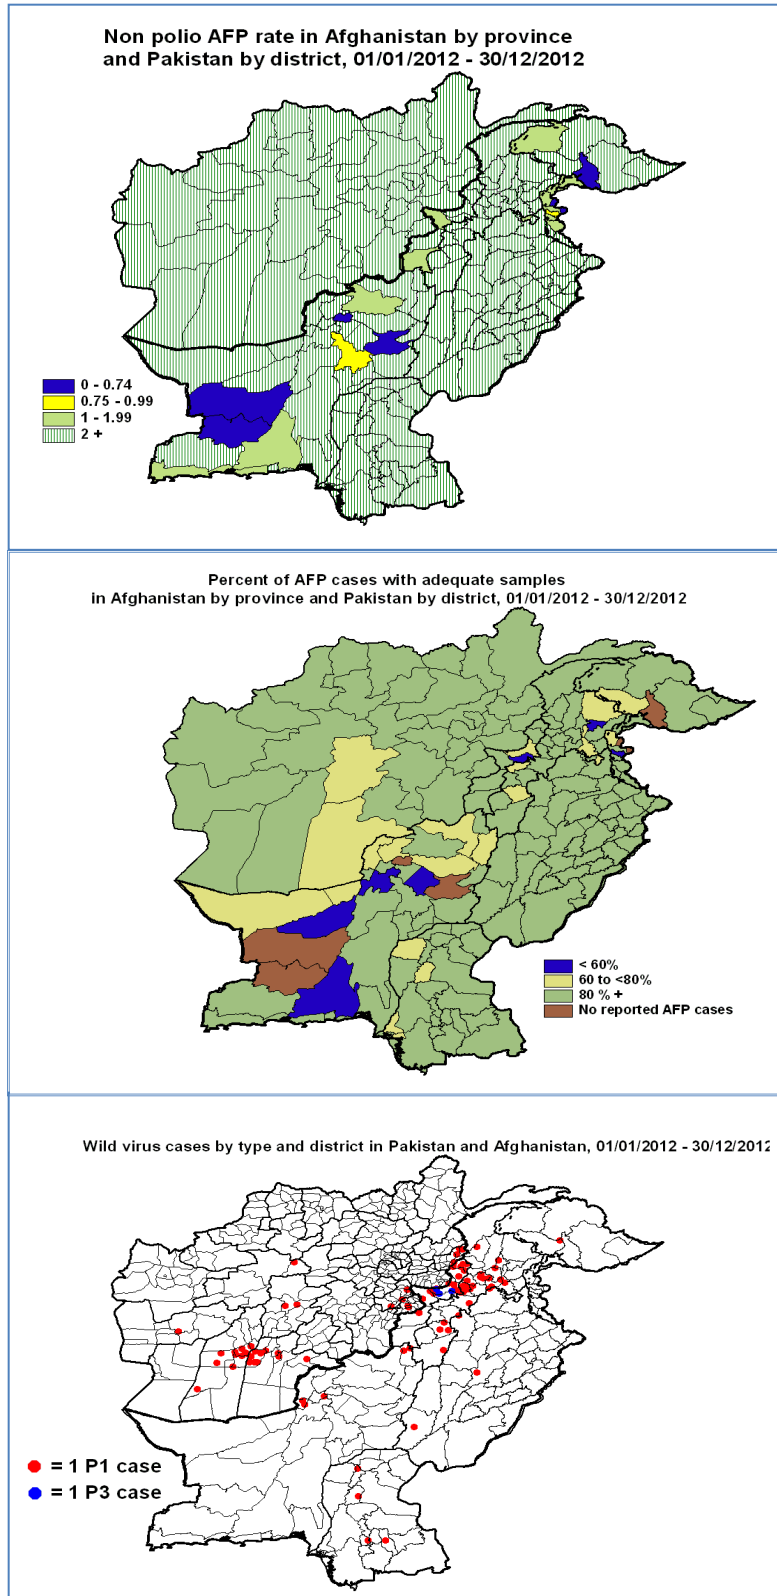 Non polio AFP rate in Afghanistan by province
and Pakistan by district, 01/01/2012 - 30/12/2012
0 - 0.74
0.75 - 0.99
1 - 1.99
2 +
Percent of AFP cases with adequate samples
in Afghanistan by province and Pakistan by district, 01/01/2012 - 30/12/2012
< 60%
60 to <80%
80 % +
No reported AFP cases
Wild virus cases by type and district in Pakistan and Afghanistan, 01/01/2012 - 30/12/2012
= 1 P1 case
= 1 P3 case